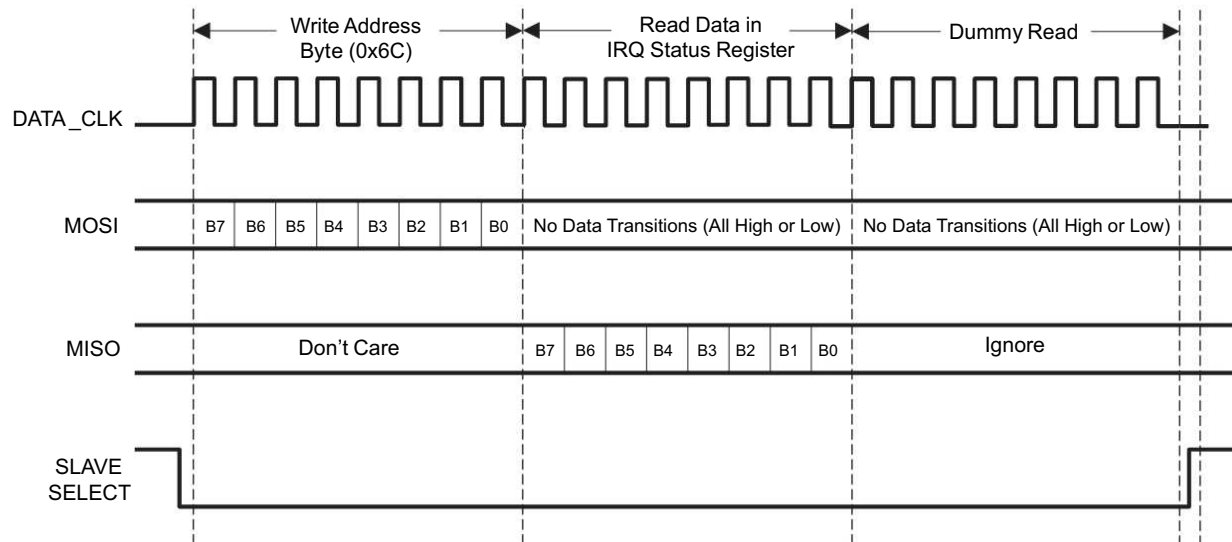 Write Address
Byte (0x6C)
Read Data in
IRQ Status Register
Dummy Read
DATA_CLK
MOSI
B7 B6 B5 B4 B3 B2 B1 B0
No Data Transitions (All High or Low)
No Data Transitions (All High or Low)
MISO
Don't Care
B7 B6 B5 B4 B3 B2 B1 B0
Ignore
SLAVE
SELECT